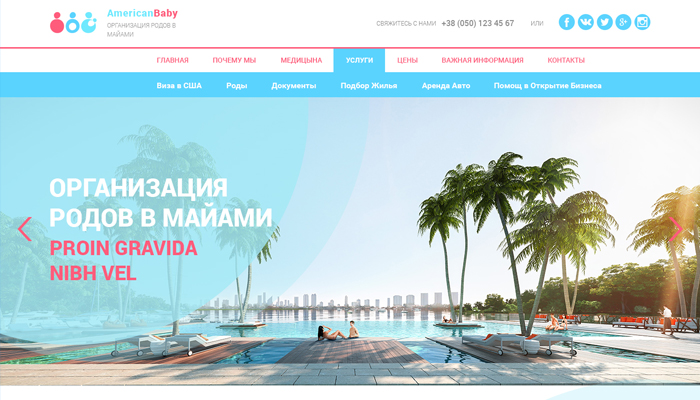 AmericanBaby
ОРГАНИЗАЦИЯ РОДОВ В
МАЙАМИ
СВЯЖИТЕСЬ С НАМИ +38 (050) 123 45 67 ИЛИ
ГЛАВНАЯ ПОЧЕМУ МЫ МЕДИЦИНА УСЛУГИ ЦЕНЫ ВАЖНАЯ ИНФОРМАЦИЯ КОНТАКТЫ
Виза в США Роды Документы Подбор Жилья Аренда Авто Помощ в Открытие Бизнеса
ОРГАНИЗАЦИЯ
РОДОВ В МАЙАМИ
PROIN GRAVIDA
NIBH VEL